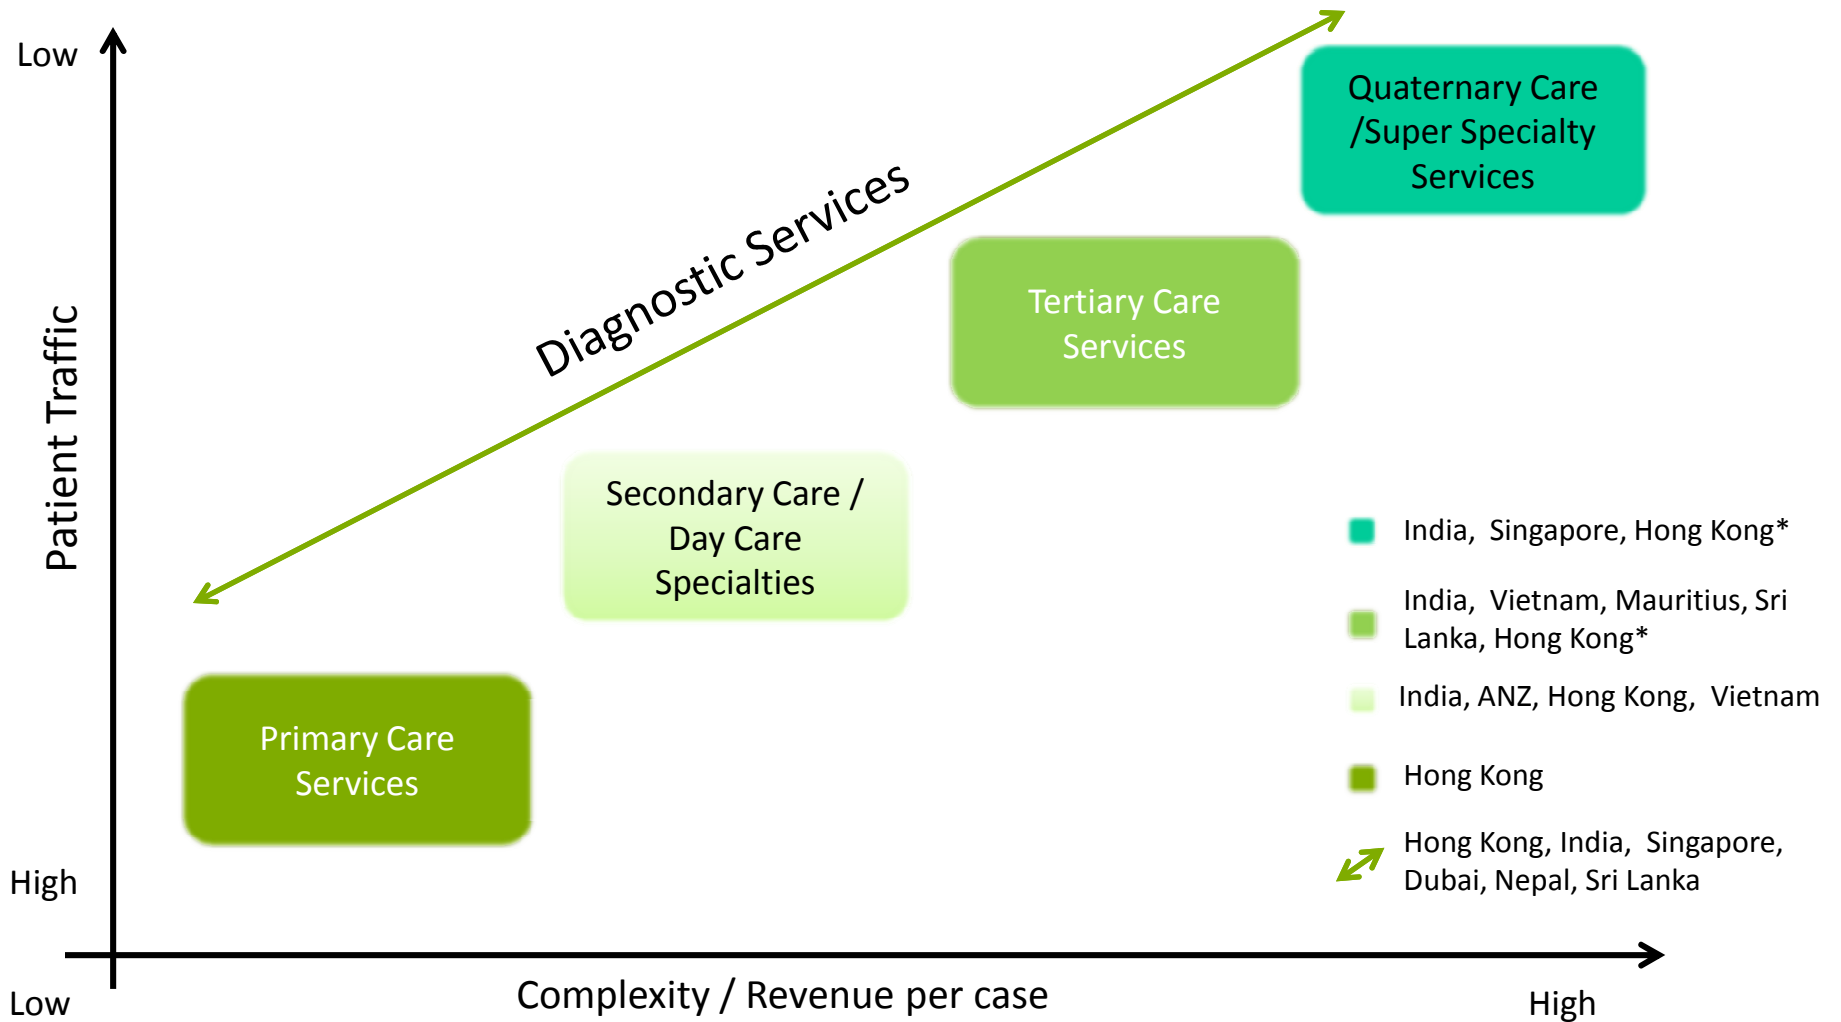 Low
Quaternary Care
/Super Specialty
Services
Diagnostic Services
Tertiary Care
Services
Patient Traffic
Secondary Care /
Day Care
Specialties
India,  Singapore, Hong Kong*
India,  Vietnam, Mauritius, Sri
Lanka, Hong Kong*
India, ANZ, Hong Kong,  Vietnam
Primary Care
Services
Hong Kong
Hong Kong, India,  Singapore,
Dubai, Nepal, Sri Lanka
High
Low
Complexity / Revenue per case
High